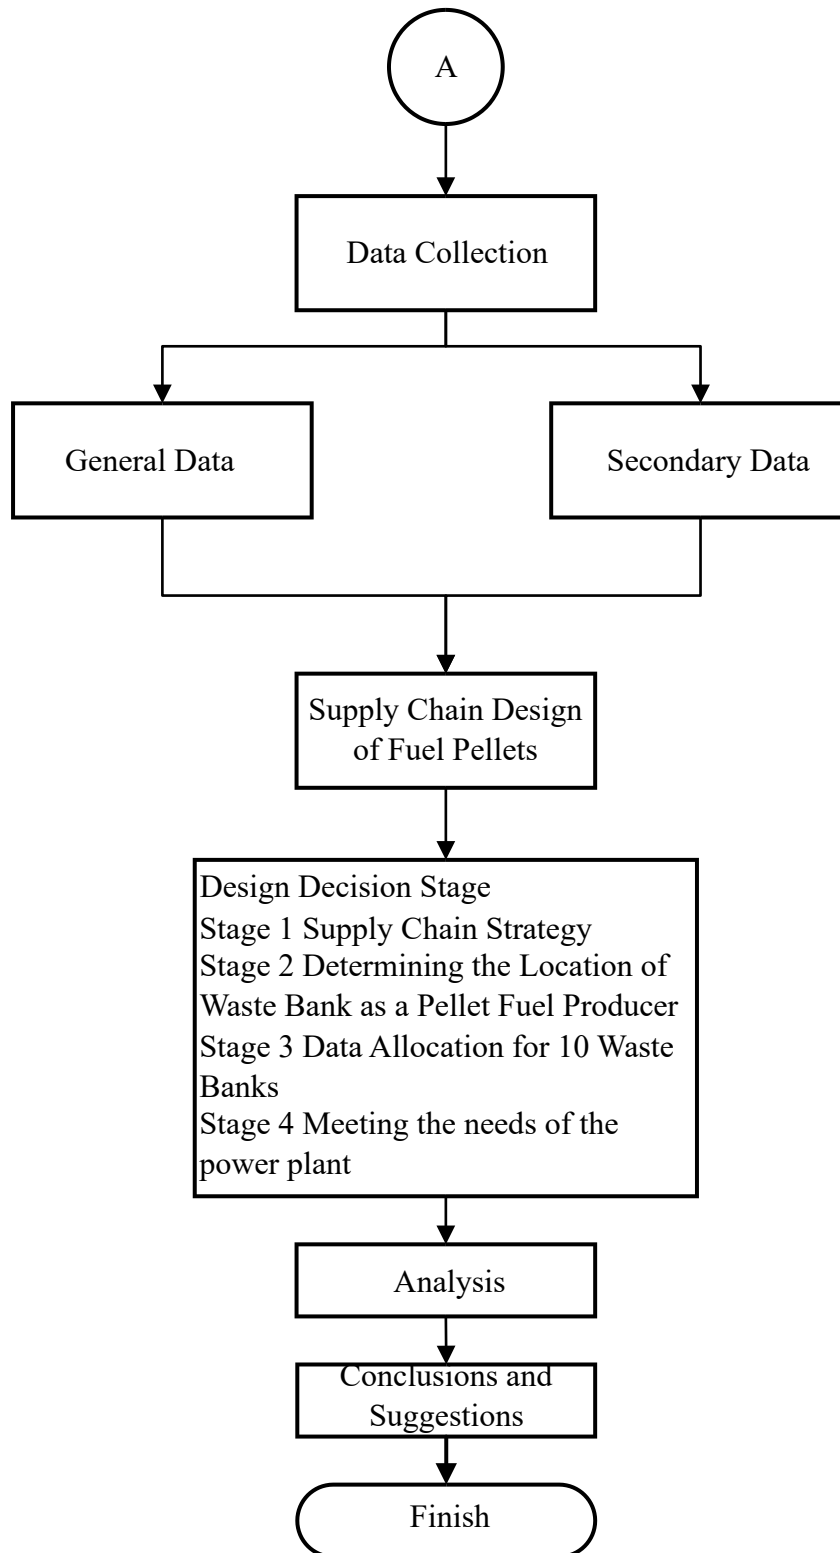 A
Data Collection
General Data
Secondary Data
Supply Chain Design
of Fuel Pellets
Design Decision Stage
Stage 1 Supply Chain Strategy
Stage 2 Determining the Location of
Waste Bank as a Pellet Fuel Producer
Stage 3 Data Allocation for 10 Waste
Banks
Stage 4 Meeting the needs of the
power plant
Analysis
Conclusions and
Suggestions
Finish